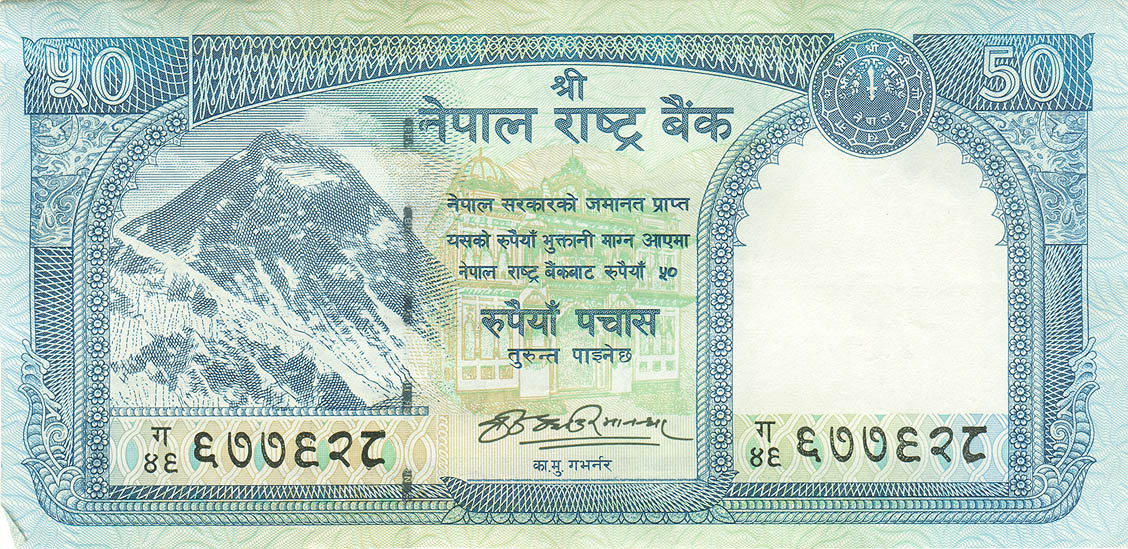 ५० 50
श्री
नेपाल राष्ट्र बैंक
नेपाल सरकारको जमानत प्राप्त
यसको रुपैयाँ भुक्तानी माग्न आएमा
नेपाल राष्ट्र बैंकबाट रुपैयाँ ५०
रुपैयाँ पचास
तुरुन्त पाइनेछ
ग
४६ ६७७६२८
का.मु. गभर्नर
ग
४६ ६७७६२८